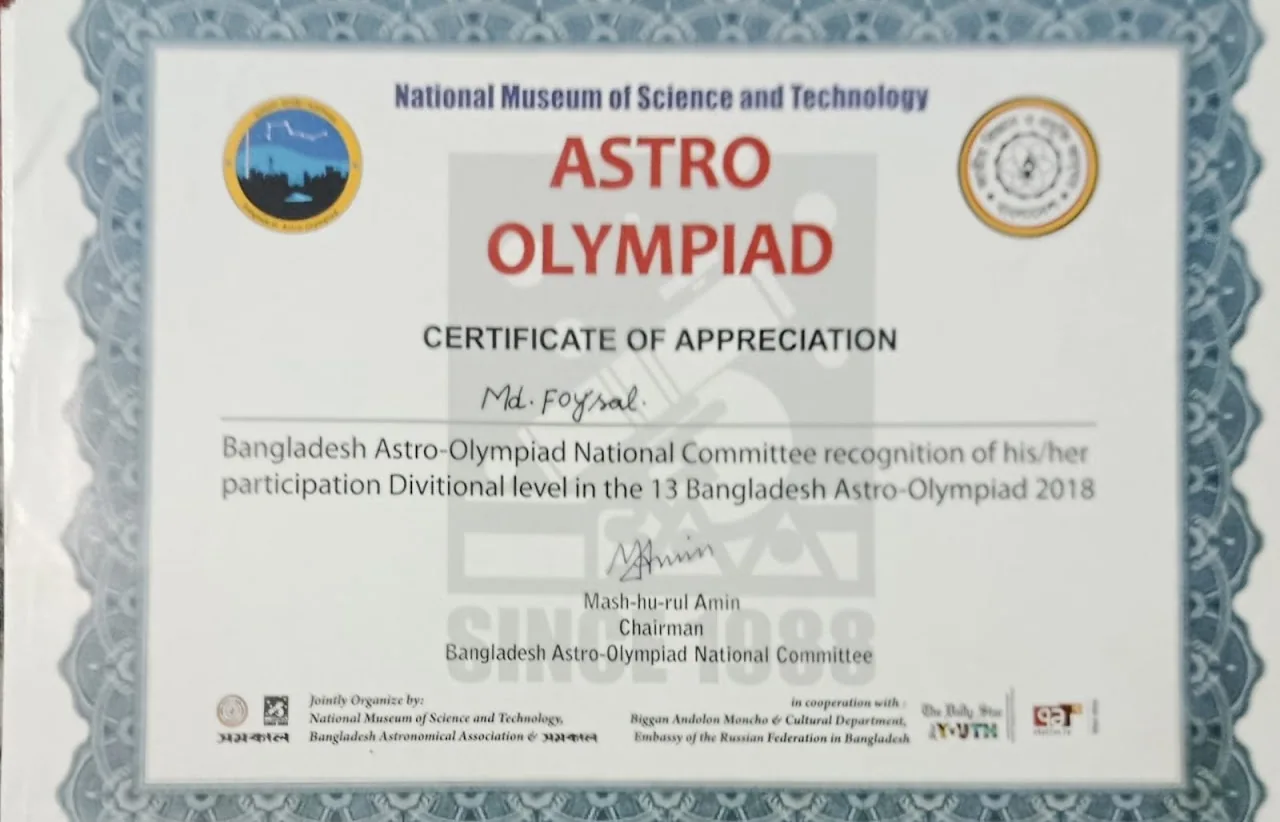 National Museum of Science and Technology
ASTRO
OLYMPIAD
CERTIFICATE OF APPRECIATION
Md. Foysal.
Bangladesh Astro-Olympiad National Committee recognition of his/her
participation Divitional level in the 13 Bangladesh Astro-Olympiad 2018
MAmin
Mash-hu-rul Amin
Chairman
Bangladesh Astro-Olympiad National Committee
SINCE 1988
Jointly Organize by:
National Museum of Science and Technology,
Bangladesh Astronomical Association &
in cooperation with :
Biggan Andolon Moncho & Cultural Department,
Embassy of the Russian Federation in Bangladesh
The Daily Star
YOUTH